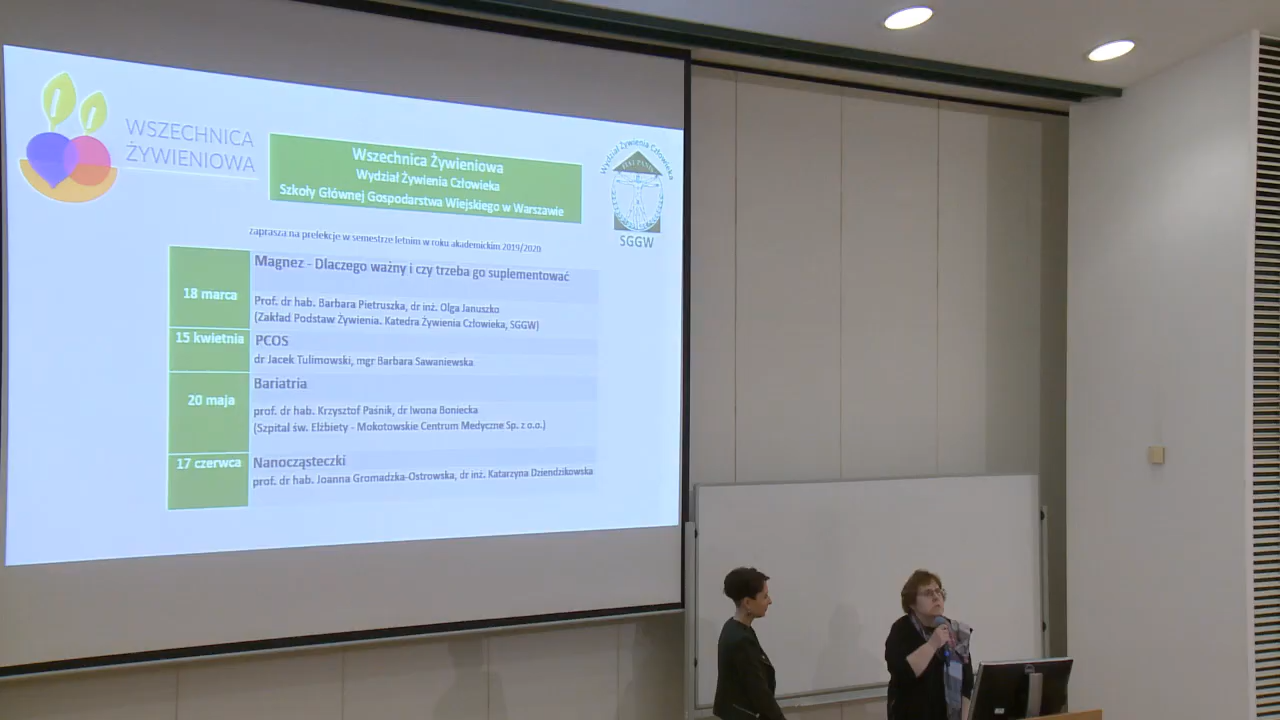 WSZECHNICA
ŻYWIENIOWA
Wszechnica Żywieniowa
Wydział Żywienia Człowieka
Szkoły Głównej Gospodarstwa Wiejskiego w Warszawie
Wydział Żywienia Człowieka
SGGW
zaprasza na prelekcje w semestrze letnim w roku akademickim 2019/2020
18 marca
Magnez - Dlaczego ważny i czy trzeba go suplementować
Prof. dr hab. Barbara Pietruszka, dr inż. Olga Januszko
(Zakład Podstaw Żywienia. Katedra Żywienia Człowieka, SGGW)
15 kwietnia
PCOS
dr Jacek Tulimowski, mgr Barbara Sawaniewska
20 maja
Bariatria
prof. dr hab. Krzysztof Paśnik, dr Iwona Boniecka
(Szpital św. Elżbiety - Mokotowskie Centrum Medyczne Sp. z o.o.)
17 czerwca
Nanocząsteczki
prof. dr hab. Joanna Gromadzka-Ostrowska, dr inż. Katarzyna Dziendzikowska